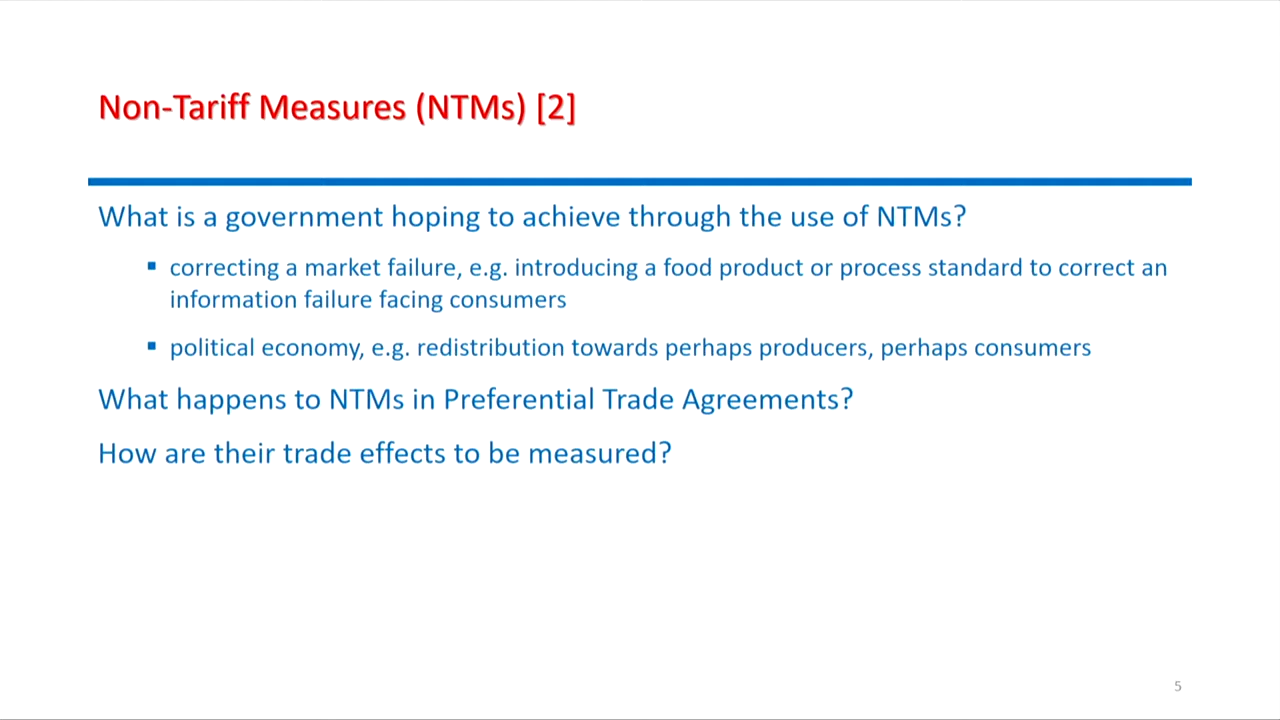 Non-Tariff Measures (NTMs) [2]
What is a government hoping to achieve through the use of NTMs?
▪ correcting a market failure, e.g. introducing a food product or process standard to correct an
information failure facing consumers
▪ political economy, e.g. redistribution towards perhaps producers, perhaps consumers
What happens to NTMs in Preferential Trade Agreements?
How are their trade effects to be measured?
5